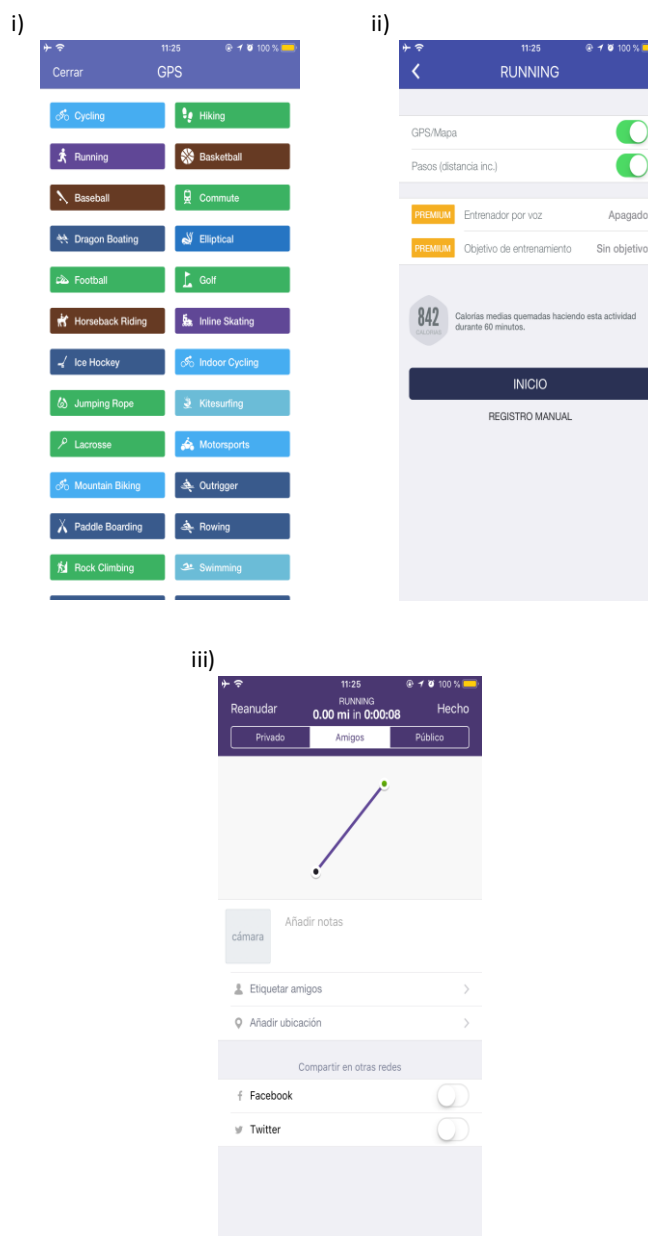 i)
11:25
100 %
Cerrar
GPS
Cycling
Hiking
Running
Basketball
Baseball
Commute
Dragon Boating
Elliptical
Football
Golf
Horseback Riding
Inline Skating
Ice Hockey
Indoor Cycling
Jumping Rope
Kitesurfing
Lacrosse
Motorsports
Mountain Biking
Outrigger
Paddle Boarding
Rowing
Rock Climbing
Swimming
ii)
11:25
100 %
RUNNING
GPS/Mapa
Pasos (distancia inc.)
PREMIUM Entrenador por voz Apagado
PREMIUM Objetivo de entrenamiento Sin objetivo
842
CALORIAS
Calorías medias quemadas haciendo esta actividad
durante 60 minutos.
INICIO
REGISTRO MANUAL
iii)
11:25
100 %
Reanudar
RUNNING
0.00 mi in 0:00:08
Hecho
Privado
Amigos
Público
cámara
Añadir notas
Etiquetar amigos
Añadir ubicación
Compartir en otras redes
Facebook
Twitter